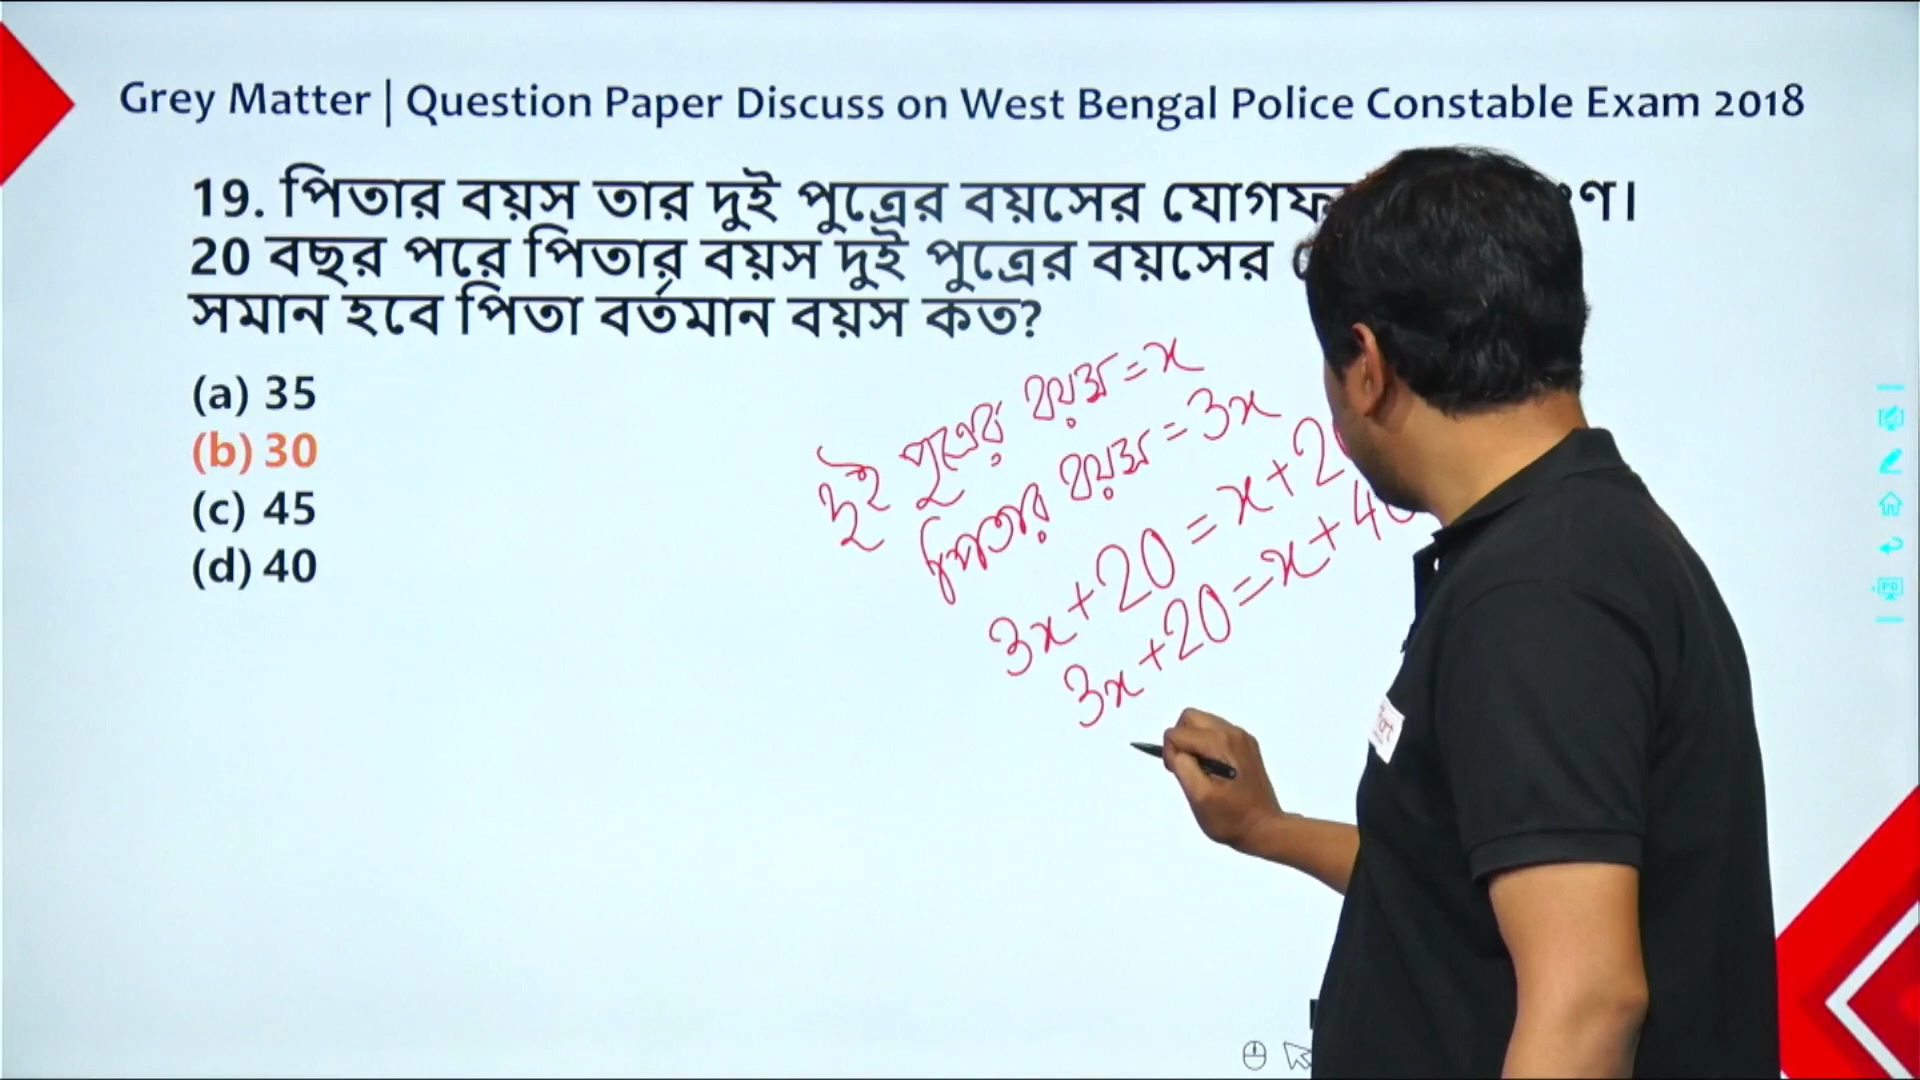 Grey Matter | Question Paper Discuss on West Bengal Police Constable Exam 2018
19. পিতার বয়স তার দুই পুত্রের বয়সের
20 বছর পরে পিতার বয়স দুই পুত্রের বয়সের
সমান হবে পিতা বর্তমান বয়স কত?
(a) 35
(b) 30
(c) 45
(d) 40
দুই পুত্রের বয়স = x
পিতার বয়স = 3x
3x + 20 = x +
3x + 20 = x + 40